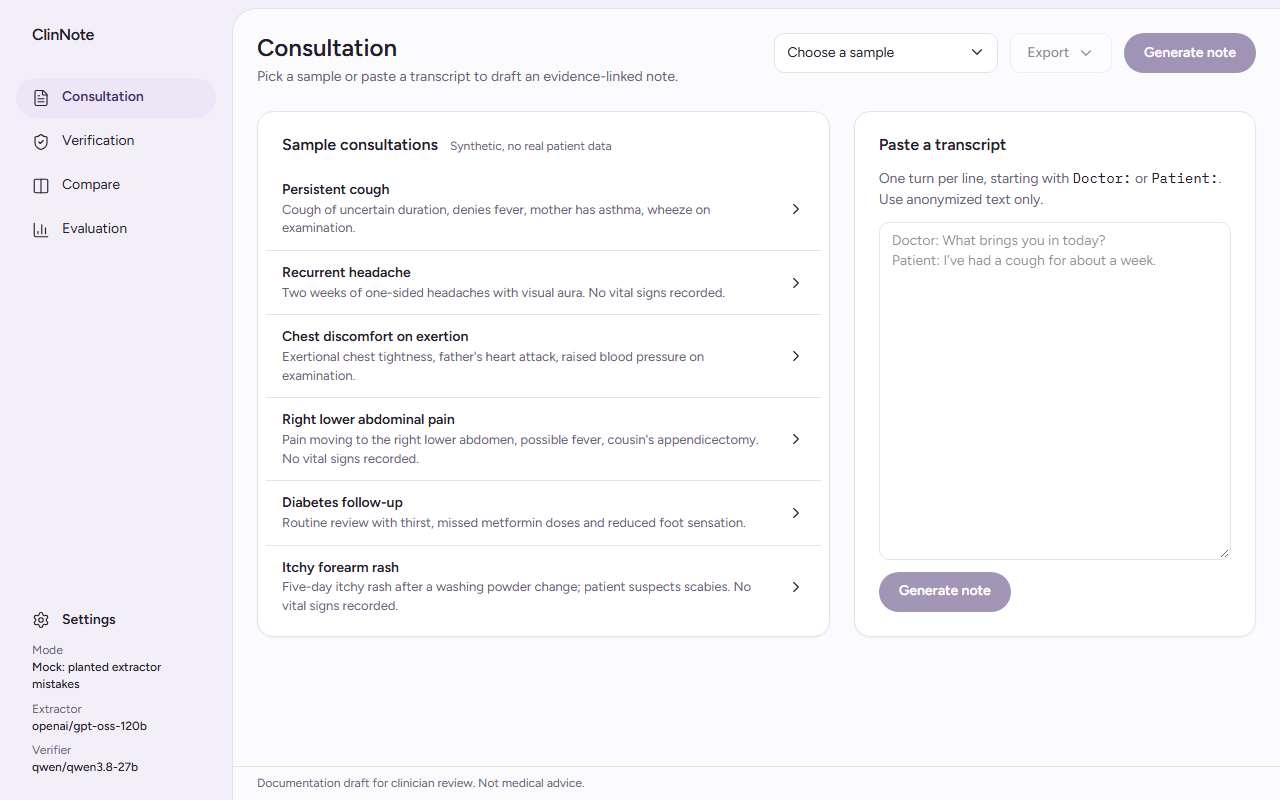 ClinNote
Consultation
Verification
Compare
Evaluation
Settings
Mode
Mock: planted extractor
mistakes
Extractor
openai/gpt-oss-120b
Verifier
qwen/qwen3.8-27b
Consultation
Pick a sample or paste a transcript to draft an evidence-linked note.
Choose a sample
Export
Generate note
Sample consultations Synthetic, no real patient data
Persistent cough
Cough of uncertain duration, denies fever, mother has asthma, wheeze on
examination.
Recurrent headache
Two weeks of one-sided headaches with visual aura. No vital signs recorded.
Chest discomfort on exertion
Exertional chest tightness, father's heart attack, raised blood pressure on
examination.
Right lower abdominal pain
Pain moving to the right lower abdomen, possible fever, cousin's appendicectomy.
No vital signs recorded.
Diabetes follow-up
Routine review with thirst, missed metformin doses and reduced foot sensation.
Itchy forearm rash
Five-day itchy rash after a washing powder change; patient suspects scabies. No
vital signs recorded.
Paste a transcript
One turn per line, starting with Doctor: or Patient:.
Use anonymized text only.
Doctor: What brings you in today?
Patient: I've had a cough for about a week.
Generate note
Documentation draft for clinician review. Not medical advice.